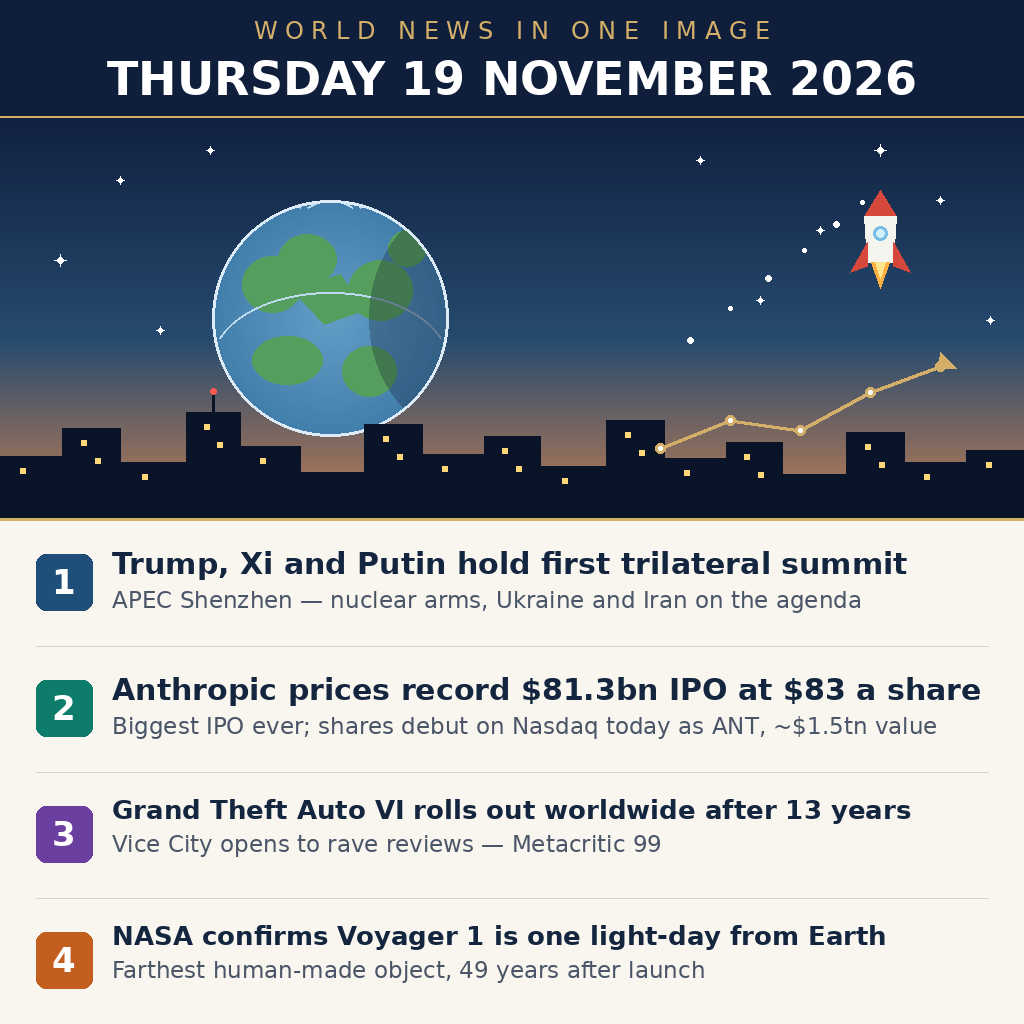 WORLD NEWS IN ONE IMAGE
THURSDAY 19 NOVEMBER 2026
1
Trump, Xi and Putin hold first trilateral summit
APEC Shenzhen — nuclear arms, Ukraine and Iran on the agenda
2
Anthropic prices record $81.3bn IPO at $83 a share
Biggest IPO ever; shares debut on Nasdaq today as ANT, ~$1.5tn value
3
Grand Theft Auto VI rolls out worldwide after 13 years
Vice City opens to rave reviews — Metacritic 99
4
NASA confirms Voyager 1 is one light-day from Earth
Farthest human-made object, 49 years after launch